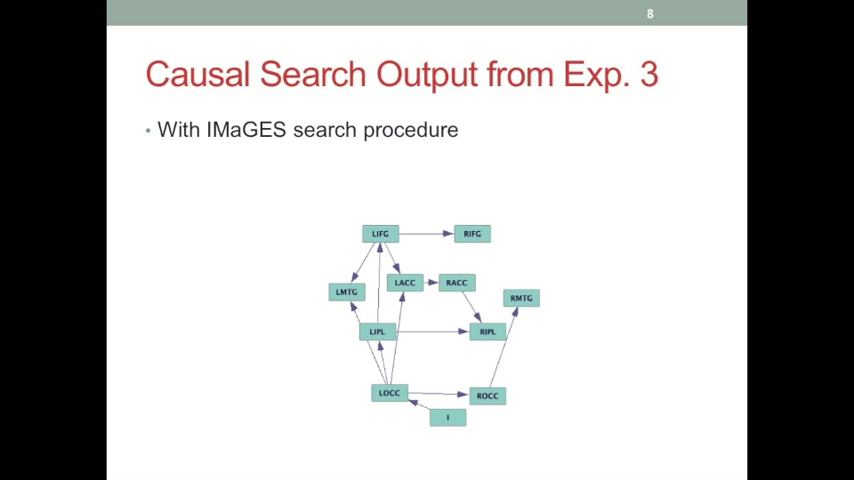 8
Causal Search Output from Exp. 3
• With IMaGES search procedure
LIFG
RIFG
LACC
RACC
LMTG
RMTG
LIPL
RIPL
LOCC
ROCC
I